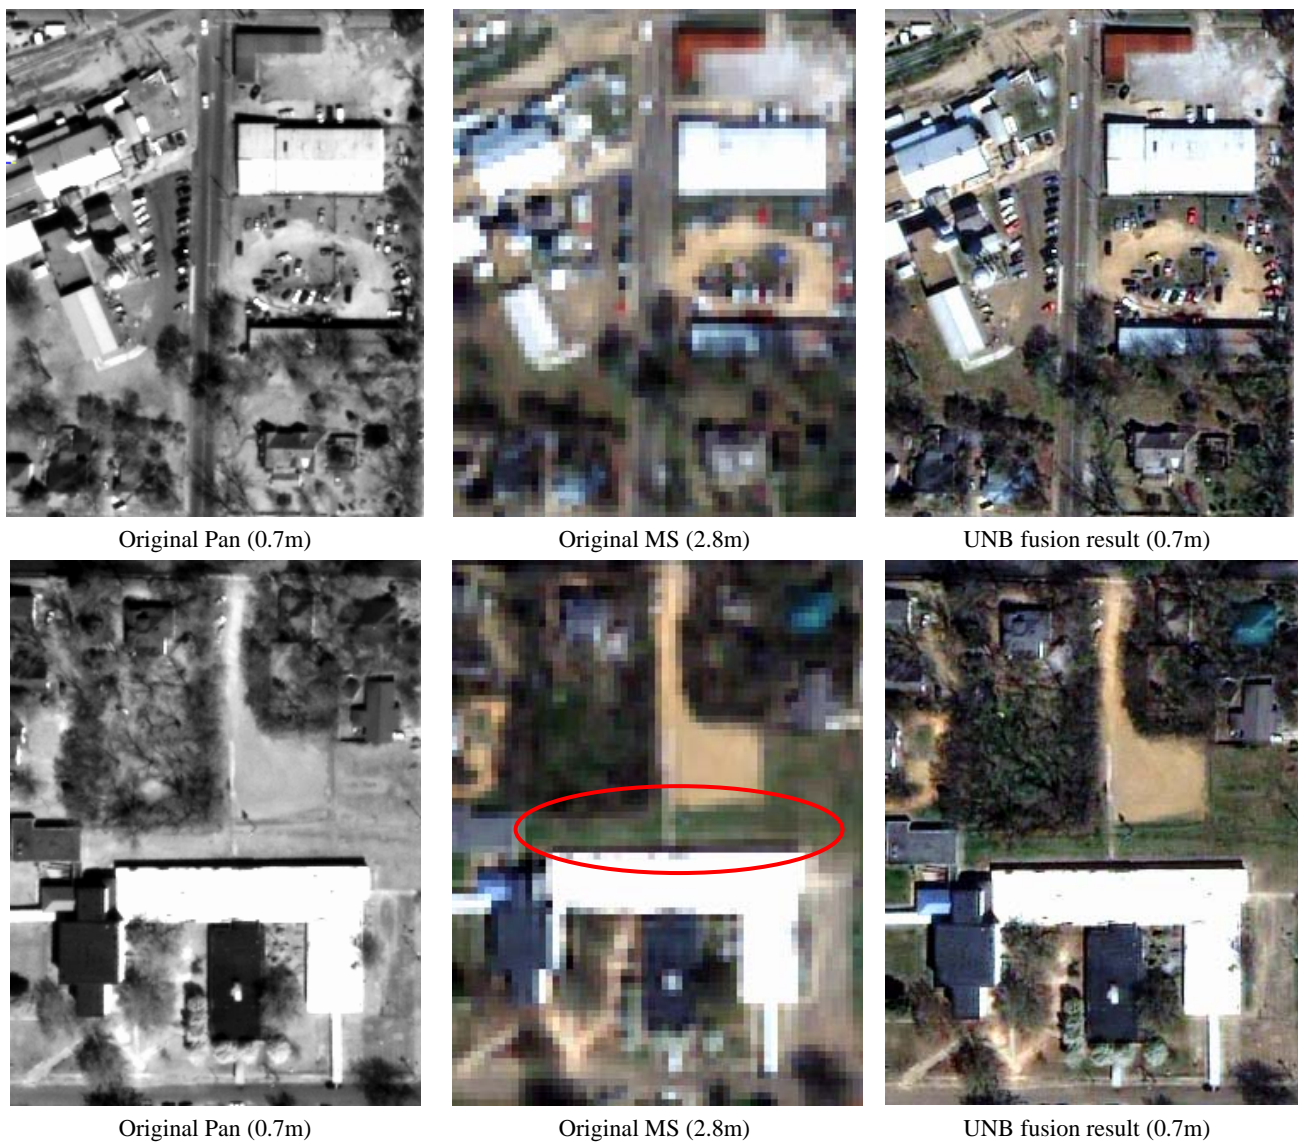 Original Pan (0.7m)
Original MS (2.8m)
UNB fusion result (0.7m)
Original Pan (0.7m)
Original MS (2.8m)
UNB fusion result (0.7m)